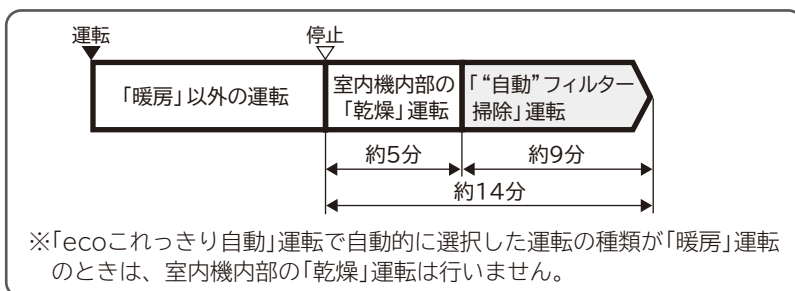 運転
停止
「暖房」以外の運転
室内機内部の
「乾燥」運転
「“自動”フィルター
掃除」運転
約5分
約9分
約14分
※「ecoこれっきり自動」運転で自動的に選択した運転の種類が「暖房」運転
のときは、室内機内部の「乾燥」運転は行いません。